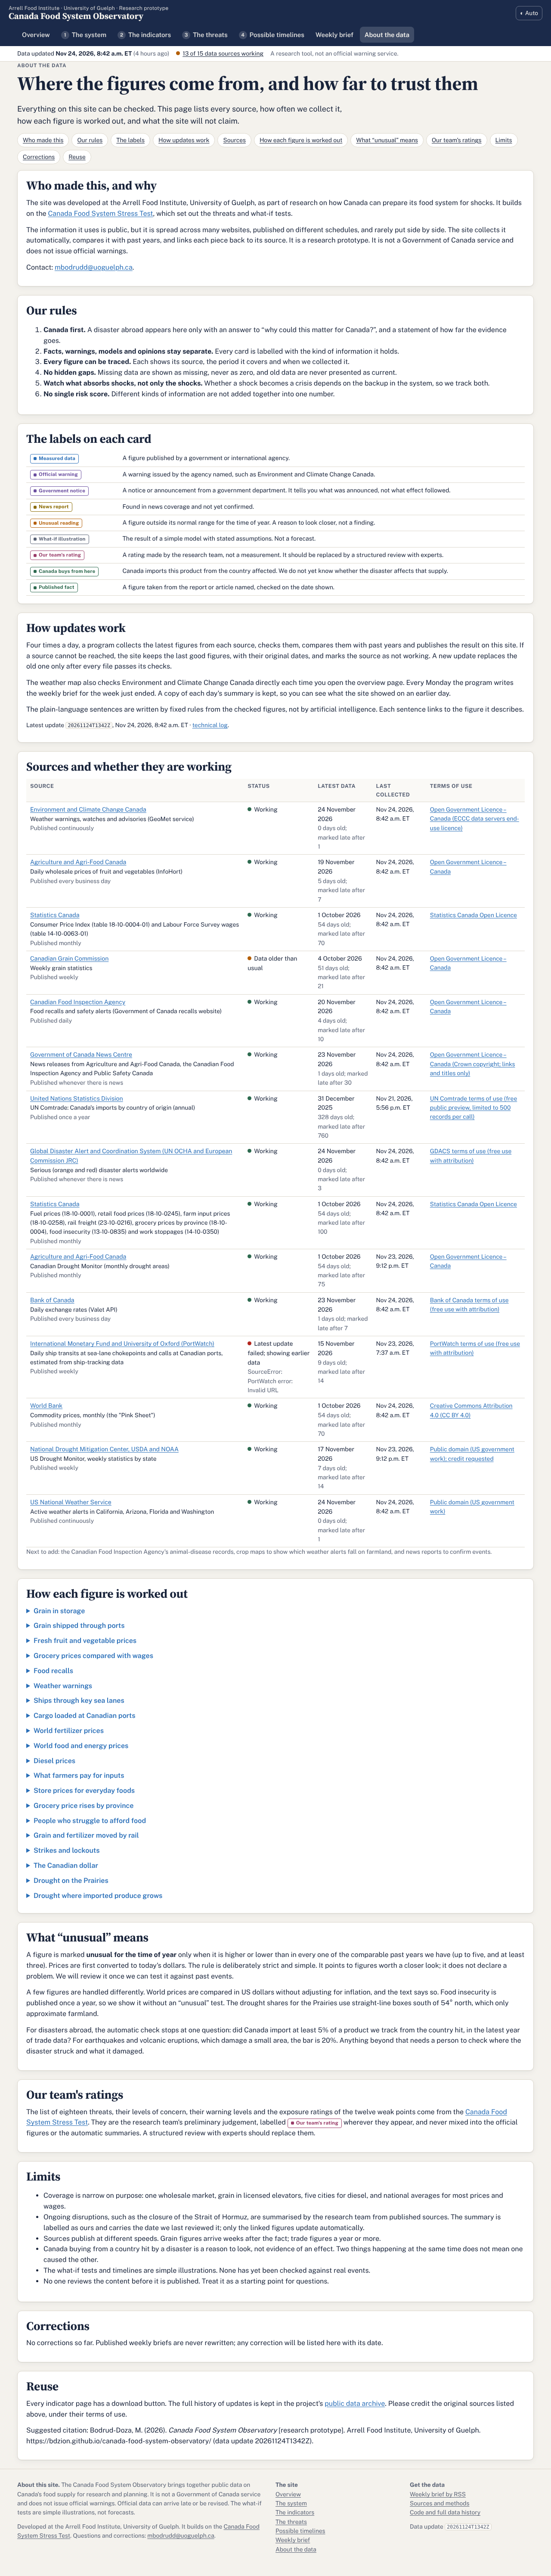 Arrell Food Institute · University of Guelph · Research prototype
Canada Food System Observatory
Auto
Overview
1 The system
2 The indicators
3 The threats
4 Possible timelines
Weekly brief
About the data
Data updated Nov 24, 2026, 8:42 a.m. ET (4 hours ago)
13 of 15 data sources working
A research tool, not an official warning service.
ABOUT THE DATA
Where the figures come from, and how far to trust them
Everything on this site can be checked. This page lists every source, how often we collect it,
how each figure is worked out, and what the site will not claim.
Who made this
Our rules
The labels
How updates work
Sources
How each figure is worked out
What “unusual” means
Our team's ratings
Limits
Corrections
Reuse
Who made this, and why
The site was developed at the Arrell Food Institute, University of Guelph, as part of research on how Canada can prepare its food system for shocks. It builds
on the Canada Food System Stress Test, which set out the threats and what-if tests.
The information it uses is public, but it is spread across many websites, published on different schedules, and rarely put side by side. The site collects it
automatically, compares it with past years, and links each piece back to its source. It is a research prototype. It is not a Government of Canada service and
does not issue official warnings.
Contact: mbodrudd@uoguelph.ca.
Our rules
1. Canada first. A disaster abroad appears here only with an answer to “why could this matter for Canada?”, and a statement of how far the evidence
goes.
2. Facts, warnings, models and opinions stay separate. Every card is labelled with the kind of information it holds.
3. Every figure can be traced. Each shows its source, the period it covers and when we collected it.
4. No hidden gaps. Missing data are shown as missing, never as zero, and old data are never presented as current.
5. Watch what absorbs shocks, not only the shocks. Whether a shock becomes a crisis depends on the backup in the system, so we track both.
6. No single risk score. Different kinds of information are not added together into one number.
The labels on each card
Measured data
A figure published by a government or international agency.
Official warning
A warning issued by the agency named, such as Environment and Climate Change Canada.
Government notice
A notice or announcement from a government department. It tells you what was announced, not what effect followed.
News report
Found in news coverage and not yet confirmed.
Unusual reading
A figure outside its normal range for the time of year. A reason to look closer, not a finding.
What-if illustration
The result of a simple model with stated assumptions. Not a forecast.
Our team's rating
A rating made by the research team, not a measurement. It should be replaced by a structured review with experts.
Canada buys from here
Canada imports this product from the country affected. We do not yet know whether the disaster affects that supply.
Published fact
A figure taken from the report or article named, checked on the date shown.
How updates work
Four times a day, a program collects the latest figures from each source, checks them, compares them with past years and publishes the result on this site. If
a source cannot be reached, the site keeps the last good figures, with their original dates, and marks the source as not working. A new update replaces the
old one only after every file passes its checks.
The weather map also checks Environment and Climate Change Canada directly each time you open the overview page. Every Monday the program writes
the weekly brief for the week just ended. A copy of each day's summary is kept, so you can see what the site showed on an earlier day.
The plain-language sentences are written by fixed rules from the checked figures, not by artificial intelligence. Each sentence links to the figure it describes.
Latest update 20261124T1342Z, Nov 24, 2026, 8:42 a.m. ET · technical log.
Sources and whether they are working
SOURCE
STATUS
LATEST DATA
LAST
COLLECTED
TERMS OF USE
Environment and Climate Change Canada
Weather warnings, watches and advisories (GeoMet service)
Published continuously
Working
24 November
2026
0 days old;
marked late after
1
Nov 24, 2026,
8:42 a.m. ET
Open Government Licence –
Canada (ECCC data servers end-
use licence)
Agriculture and Agri-Food Canada
Daily wholesale prices of fruit and vegetables (InfoHort)
Published every business day
Working
19 November
2026
5 days old;
marked late after
7
Nov 24, 2026,
8:42 a.m. ET
Open Government Licence –
Canada
Statistics Canada
Consumer Price Index (table 18-10-0004-01) and Labour Force Survey wages
(table 14-10-0063-01)
Published monthly
Working
1 October 2026
54 days old;
marked late after
70
Nov 24, 2026,
8:42 a.m. ET
Statistics Canada Open Licence
Canadian Grain Commission
Weekly grain statistics
Published weekly
Data older than
usual
4 October 2026
51 days old;
marked late after
21
Nov 24, 2026,
8:42 a.m. ET
Open Government Licence –
Canada
Canadian Food Inspection Agency
Food recalls and safety alerts (Government of Canada recalls website)
Published daily
Working
20 November
2026
4 days old;
marked late after
10
Nov 24, 2026,
8:42 a.m. ET
Open Government Licence –
Canada
Government of Canada News Centre
News releases from Agriculture and Agri-Food Canada, the Canadian Food
Inspection Agency and Public Safety Canada
Published whenever there is news
Working
23 November
2026
1 days old; marked
late after 30
Nov 24, 2026,
8:42 a.m. ET
Open Government Licence –
Canada (Crown copyright; links
and titles only)
United Nations Statistics Division
UN Comtrade: Canada's imports by country of origin (annual)
Published once a year
Working
31 December
2025
328 days old;
marked late after
760
Nov 21, 2026,
5:56 p.m. ET
UN Comtrade terms of use (free
public preview, limited to 500
records per call)
Global Disaster Alert and Coordination System (UN OCHA and European
Commission JRC)
Serious (orange and red) disaster alerts worldwide
Published whenever there is news
Working
24 November
2026
0 days old;
marked late after
3
Nov 24, 2026,
8:42 a.m. ET
GDACS terms of use (free use
with attribution)
Statistics Canada
Fuel prices (18-10-0001), retail food prices (18-10-0245), farm input prices
(18-10-0258), rail freight (23-10-0216), grocery prices by province (18-10-
0004), food insecurity (13-10-0835) and work stoppages (14-10-0350)
Published monthly
Working
1 October 2026
54 days old;
marked late after
100
Nov 24, 2026,
8:42 a.m. ET
Statistics Canada Open Licence
Agriculture and Agri-Food Canada
Canadian Drought Monitor (monthly drought areas)
Published monthly
Working
1 October 2026
54 days old;
marked late after
75
Nov 23, 2026,
9:12 p.m. ET
Open Government Licence –
Canada
Bank of Canada
Daily exchange rates (Valet API)
Published every business day
Working
23 November
2026
1 days old; marked
late after 7
Nov 24, 2026,
8:42 a.m. ET
Bank of Canada terms of use
(free use with attribution)
International Monetary Fund and University of Oxford (PortWatch)
Daily ship transits at sea-lane chokepoints and calls at Canadian ports,
estimated from ship-tracking data
Published weekly
Latest update
failed; showing earlier
data
SourceError:
PortWatch error:
Invalid URL
15 November
2026
9 days old;
marked late after
14
Nov 23, 2026,
7:37 a.m. ET
PortWatch terms of use (free use
with attribution)
World Bank
Commodity prices, monthly (the "Pink Sheet")
Published monthly
Working
1 October 2026
54 days old;
marked late after
70
Nov 24, 2026,
8:42 a.m. ET
Creative Commons Attribution
4.0 (CC BY 4.0)
National Drought Mitigation Center, USDA and NOAA
US Drought Monitor, weekly statistics by state
Published weekly
Working
17 November
2026
7 days old;
marked late after
14
Nov 23, 2026,
9:12 p.m. ET
Public domain (US government
work); credit requested
US National Weather Service
Active weather alerts in California, Arizona, Florida and Washington
Published continuously
Working
24 November
2026
0 days old;
marked late after
1
Nov 24, 2026,
8:42 a.m. ET
Public domain (US government
work)
Next to add: the Canadian Food Inspection Agency's animal-disease records, crop maps to show which weather alerts fall on farmland, and news reports to confirm events.
How each figure is worked out
Grain in storage
Grain shipped through ports
Fresh fruit and vegetable prices
Grocery prices compared with wages
Food recalls
Weather warnings
Ships through key sea lanes
Cargo loaded at Canadian ports
World fertilizer prices
World food and energy prices
Diesel prices
What farmers pay for inputs
Store prices for everyday foods
Grocery price rises by province
People who struggle to afford food
Grain and fertilizer moved by rail
Strikes and lockouts
The Canadian dollar
Drought on the Prairies
Drought where imported produce grows
What “unusual” means
A figure is marked unusual for the time of year only when it is higher or lower than in every one of the comparable past years we have (up to five, and at least
three). Prices are first converted to today's dollars. The rule is deliberately strict and simple. It points to figures worth a closer look; it does not declare a
problem. We will review it once we can test it against past events.
A few figures are handled differently. World prices are compared in US dollars without adjusting for inflation, and the text says so. Food insecurity is
published once a year, so we show it without an “unusual” test. The drought shares for the Prairies use straight-line boxes south of 54° north, which only
approximate farmland.
For disasters abroad, the automatic check stops at one question: did Canada import at least 5% of a product we track from the country hit, in the latest year
of trade data? For earthquakes and volcanic eruptions, which damage a small area, the bar is 20%. Anything beyond that needs a person to check where the
disaster struck and what it damaged.
Our team's ratings
The list of eighteen threats, their levels of concern, their warning levels and the exposure ratings of the twelve weak points come from the Canada Food
System Stress Test. They are the research team's preliminary judgement, labelled Our team's rating wherever they appear, and never mixed into the official
figures or the automatic summaries. A structured review with experts should replace them.
Limits
Coverage is narrow on purpose: one wholesale market, grain in licensed elevators, five cities for diesel, and national averages for most prices and
wages.
Ongoing disruptions, such as the closure of the Strait of Hormuz, are summarised by the research team from published sources. The summary is
labelled as ours and carries the date we last reviewed it; only the linked figures update automatically.
Sources publish at different speeds. Grain figures arrive weeks after the fact; trade figures a year or more.
Canada buying from a country hit by a disaster is a reason to look, not evidence of an effect. Two things happening at the same time does not mean one
caused the other.
The what-if tests and timelines are simple illustrations. None has yet been checked against real events.
No one reviews the content before it is published. Treat it as a starting point for questions.
Corrections
No corrections so far. Published weekly briefs are never rewritten; any correction will be listed here with its date.
Reuse
Every indicator page has a download button. The full history of updates is kept in the project's public data archive. Please credit the original sources listed
above, under their terms of use.
Suggested citation: Bodrud-Doza, M. (2026). Canada Food System Observatory [research prototype]. Arrell Food Institute, University of Guelph.
https://bdzion.github.io/canada-food-system-observatory/ (data update 20261124T1342Z).
About this site. The Canada Food System Observatory brings together public data on
Canada's food supply for research and planning. It is not a Government of Canada service
and does not issue official warnings. Official data can arrive late or be revised. The what-if
tests are simple illustrations, not forecasts.
Developed at the Arrell Food Institute, University of Guelph. It builds on the Canada Food
System Stress Test. Questions and corrections: mbodrudd@uoguelph.ca.
The site
Overview
The system
The indicators
The threats
Possible timelines
Weekly brief
About the data
Get the data
Weekly brief by RSS
Sources and methods
Code and full data history
Data update 20261124T1342Z